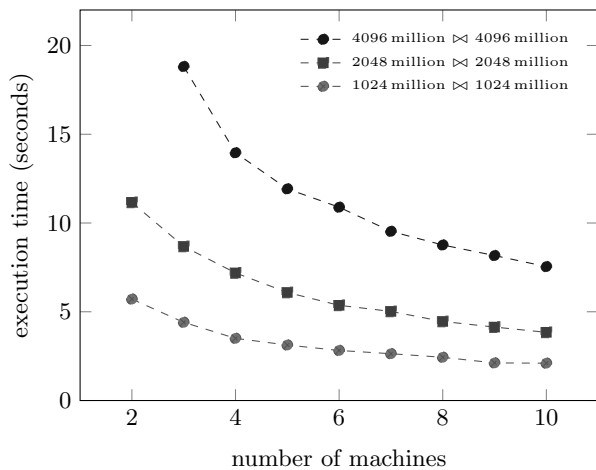 20
15
10
5
0
execution time (seconds)
4096 million ⋈ 4096 million
2048 million ⋈ 2048 million
1024 million ⋈ 1024 million
2 4 6 8 10
number of machines